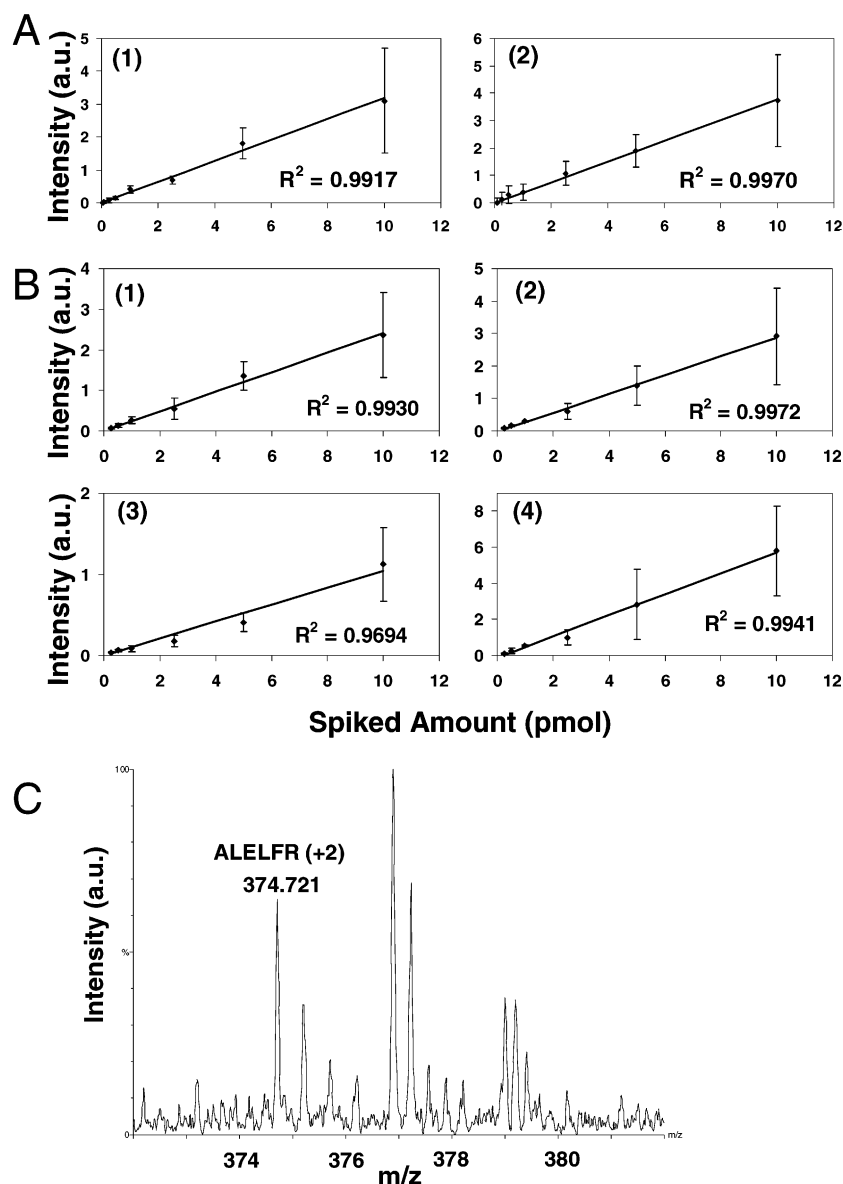 A
Intensity (a.u.)
5
4
3
2
1
0
(1)
R² = 0.9917
0 2 4 6 8 10 12
6
5
4
3
2
1
0
(2)
R² = 0.9970
0 2 4 6 8 10 12
B
Intensity (a.u.)
4
3
2
1
0
(1)
R² = 0.9930
0 2 4 6 8 10 12
5
4
3
2
1
0
(2)
R² = 0.9972
0 2 4 6 8 10 12
Intensity (a.u.)
2
1
0
(3)
R² = 0.9694
0 2 4 6 8 10 12
8
6
4
2
0
(4)
R² = 0.9941
0 2 4 6 8 10 12
Spiked Amount (pmol)
C
Intensity (a.u.)
100
%
0
ALELFR (+2)
374.721
m/z
374 376 378 380
m/z